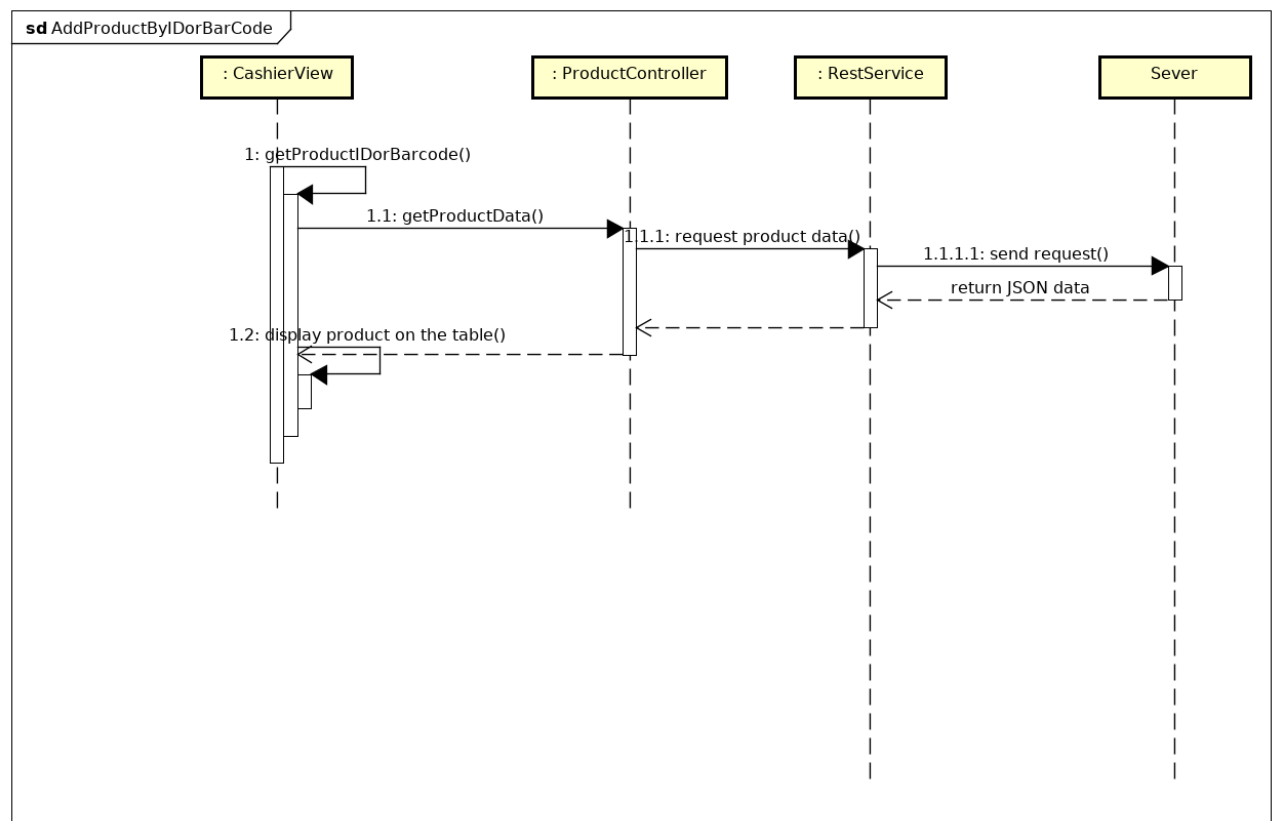 sd AddProductByIDorBarCode
: CashierView
: ProductController
: RestService
Sever
1: getProductIDorBarcode()
1.1: getProductData()
1.1.1: request product data()
1.1.1.1: send request()
return JSON data
1.2: display product on the table()